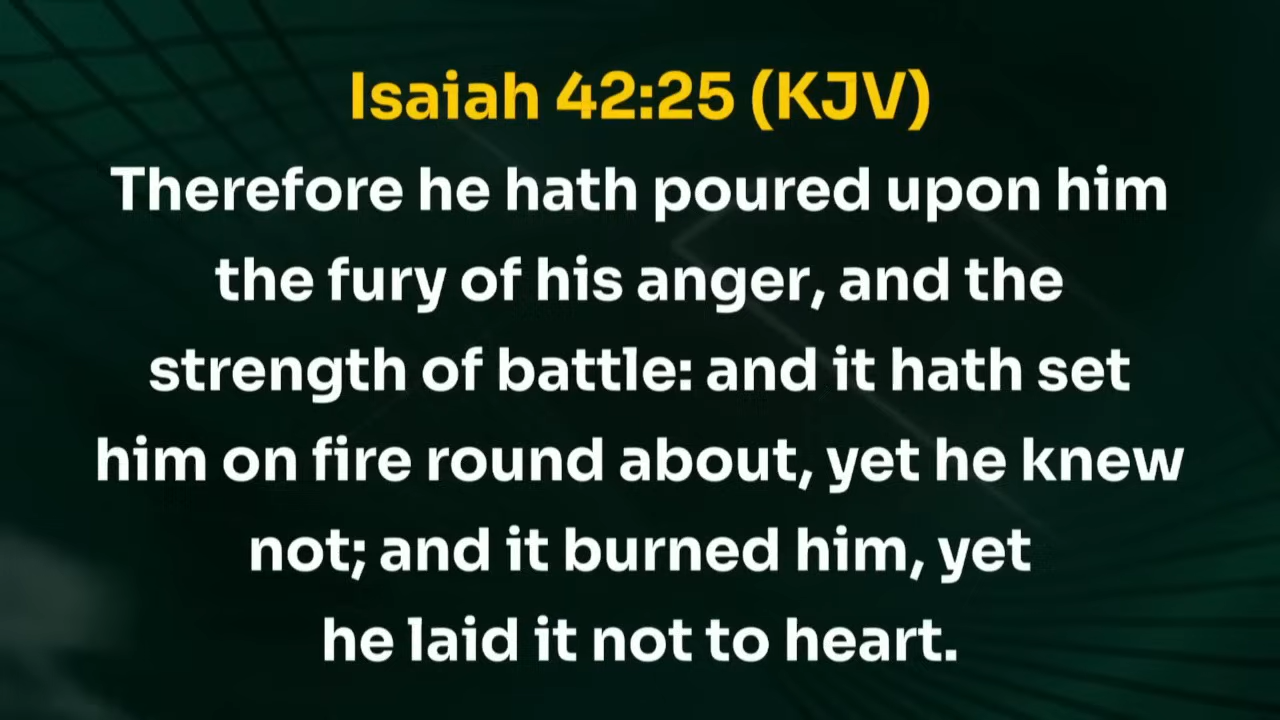 Isaiah 42:25 (KJV)
Therefore he hath poured upon him
the fury of his anger, and the
strength of battle: and it hath set
him on fire round about, yet he knew
not; and it burned him, yet
he laid it not to heart.